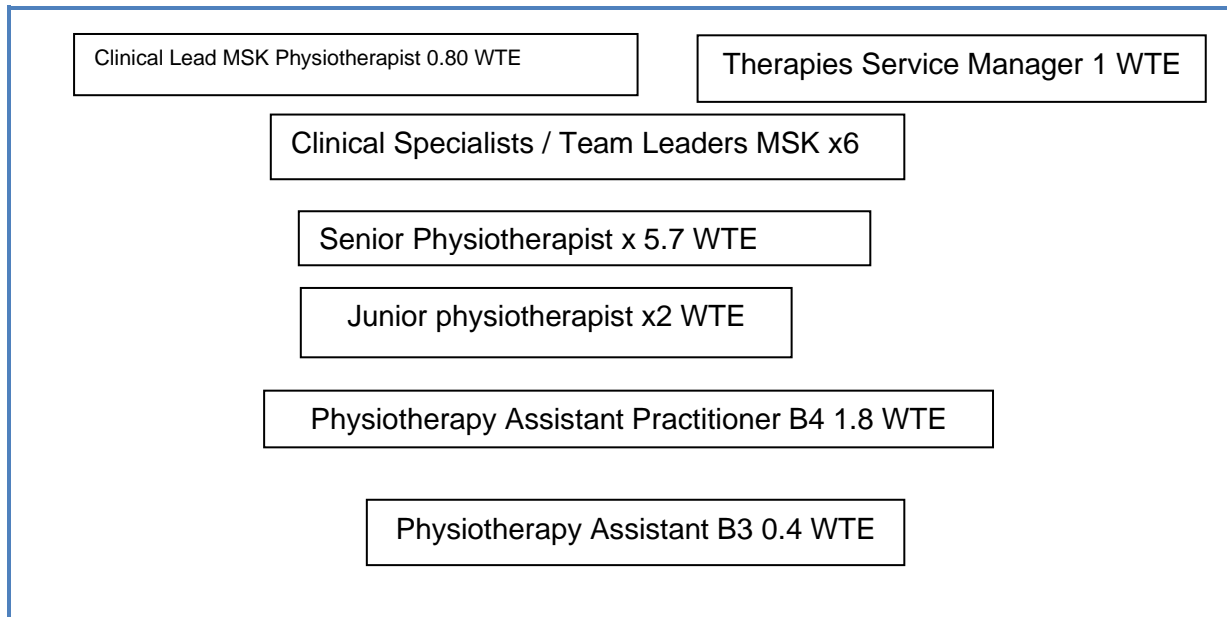 Clinical Lead MSK Physiotherapist 0.80 WTE
Therapies Service Manager 1 WTE
Clinical Specialists / Team Leaders MSK x6
Senior Physiotherapist x 5.7 WTE
Junior physiotherapist x2 WTE
Physiotherapy Assistant Practitioner B4 1.8 WTE
Physiotherapy Assistant B3 0.4 WTE